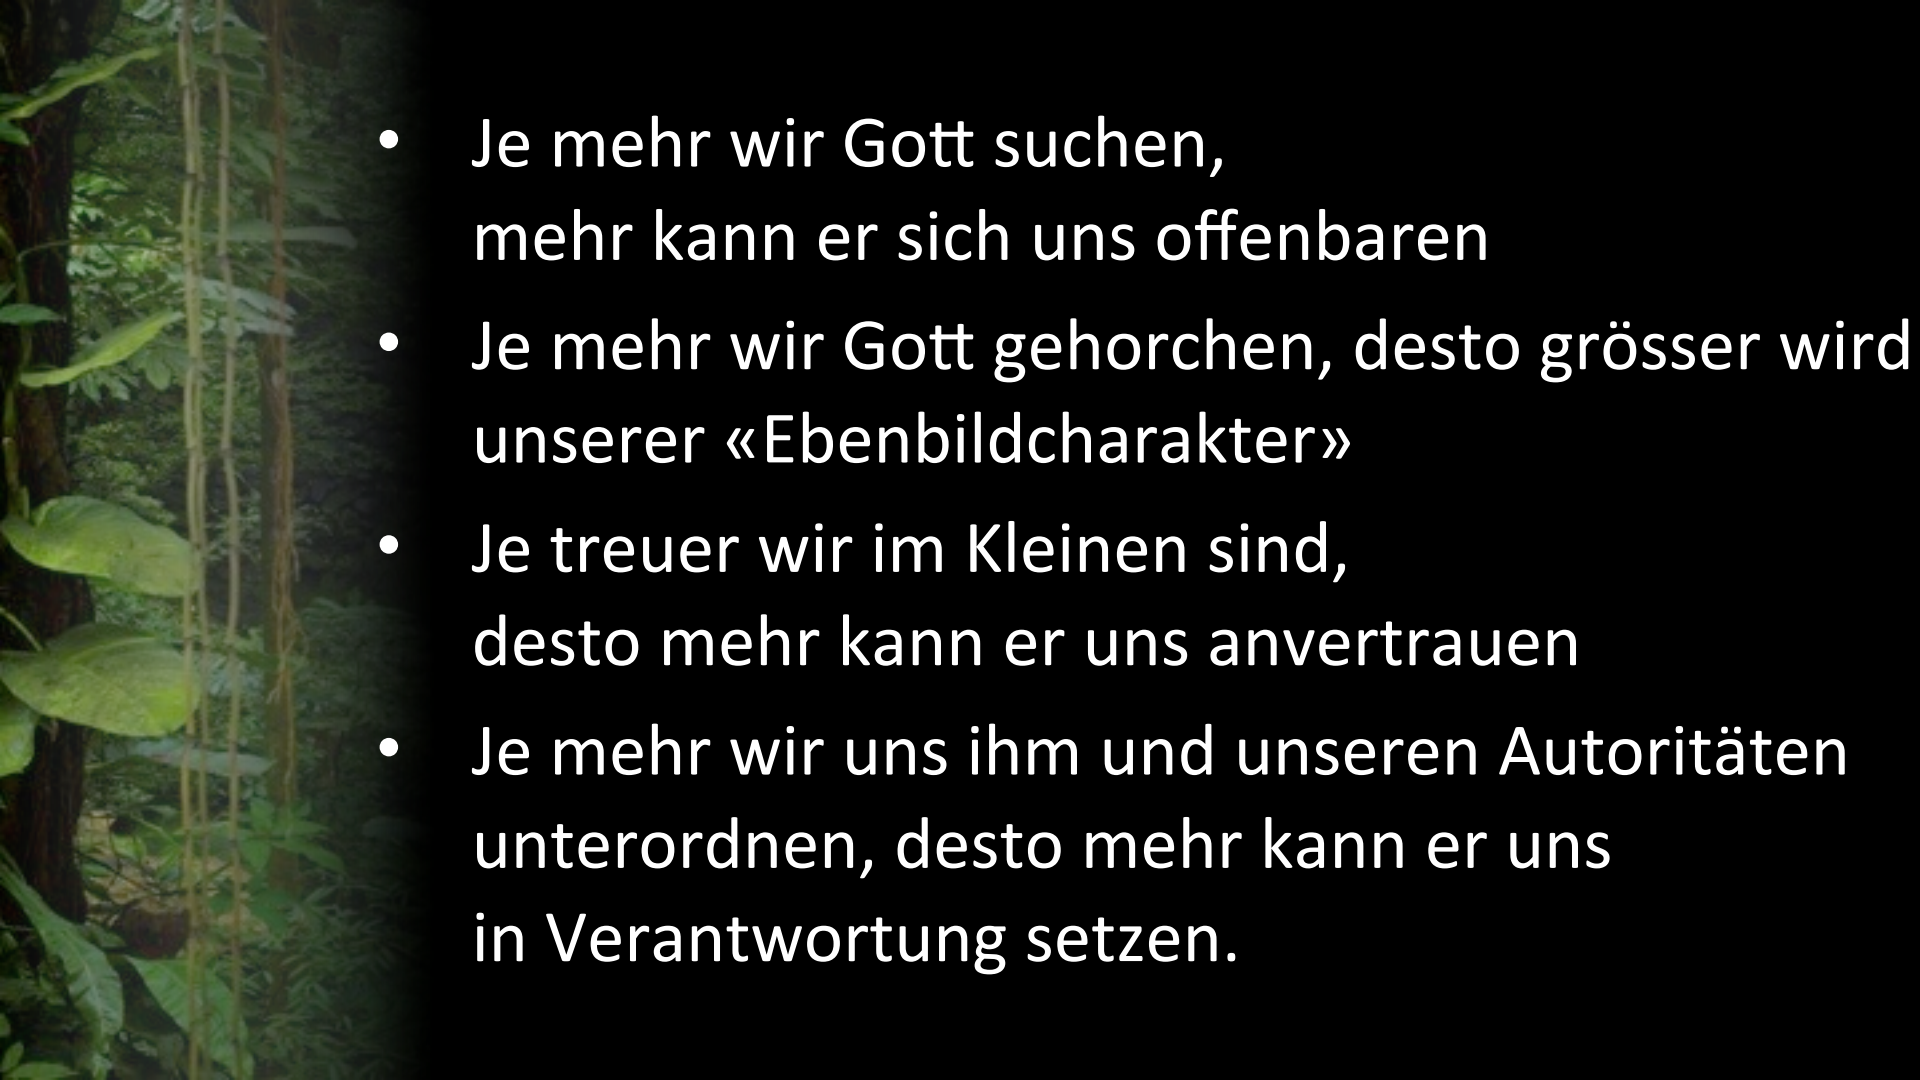 • Je mehr wir Gott suchen,
mehr kann er sich uns offenbaren
• Je mehr wir Gott gehorchen, desto grösser wird
unserer «Ebenbildcharakter»
• Je treuer wir im Kleinen sind,
desto mehr kann er uns anvertrauen
• Je mehr wir uns ihm und unseren Autoritäten
unterordnen, desto mehr kann er uns
in Verantwortung setzen.